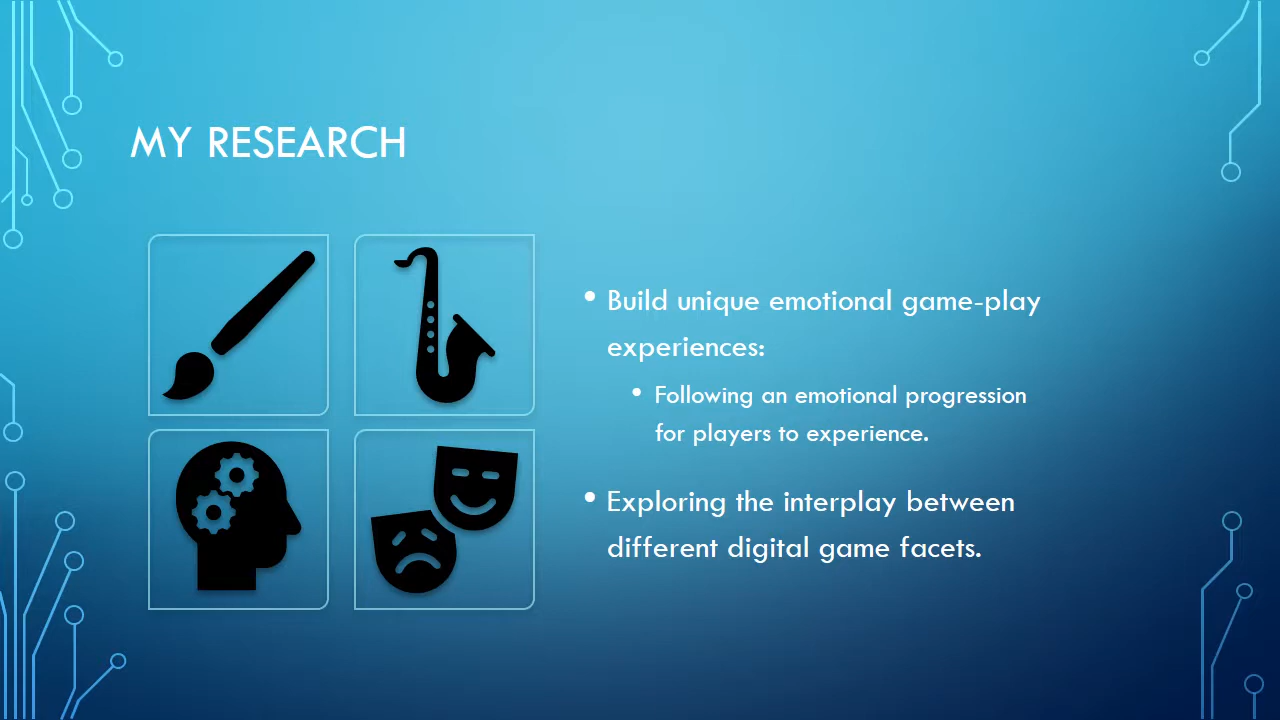 MY RESEARCH
• Build unique emotional game-play
experiences:
• Following an emotional progression
for players to experience.
• Exploring the interplay between
different digital game facets.